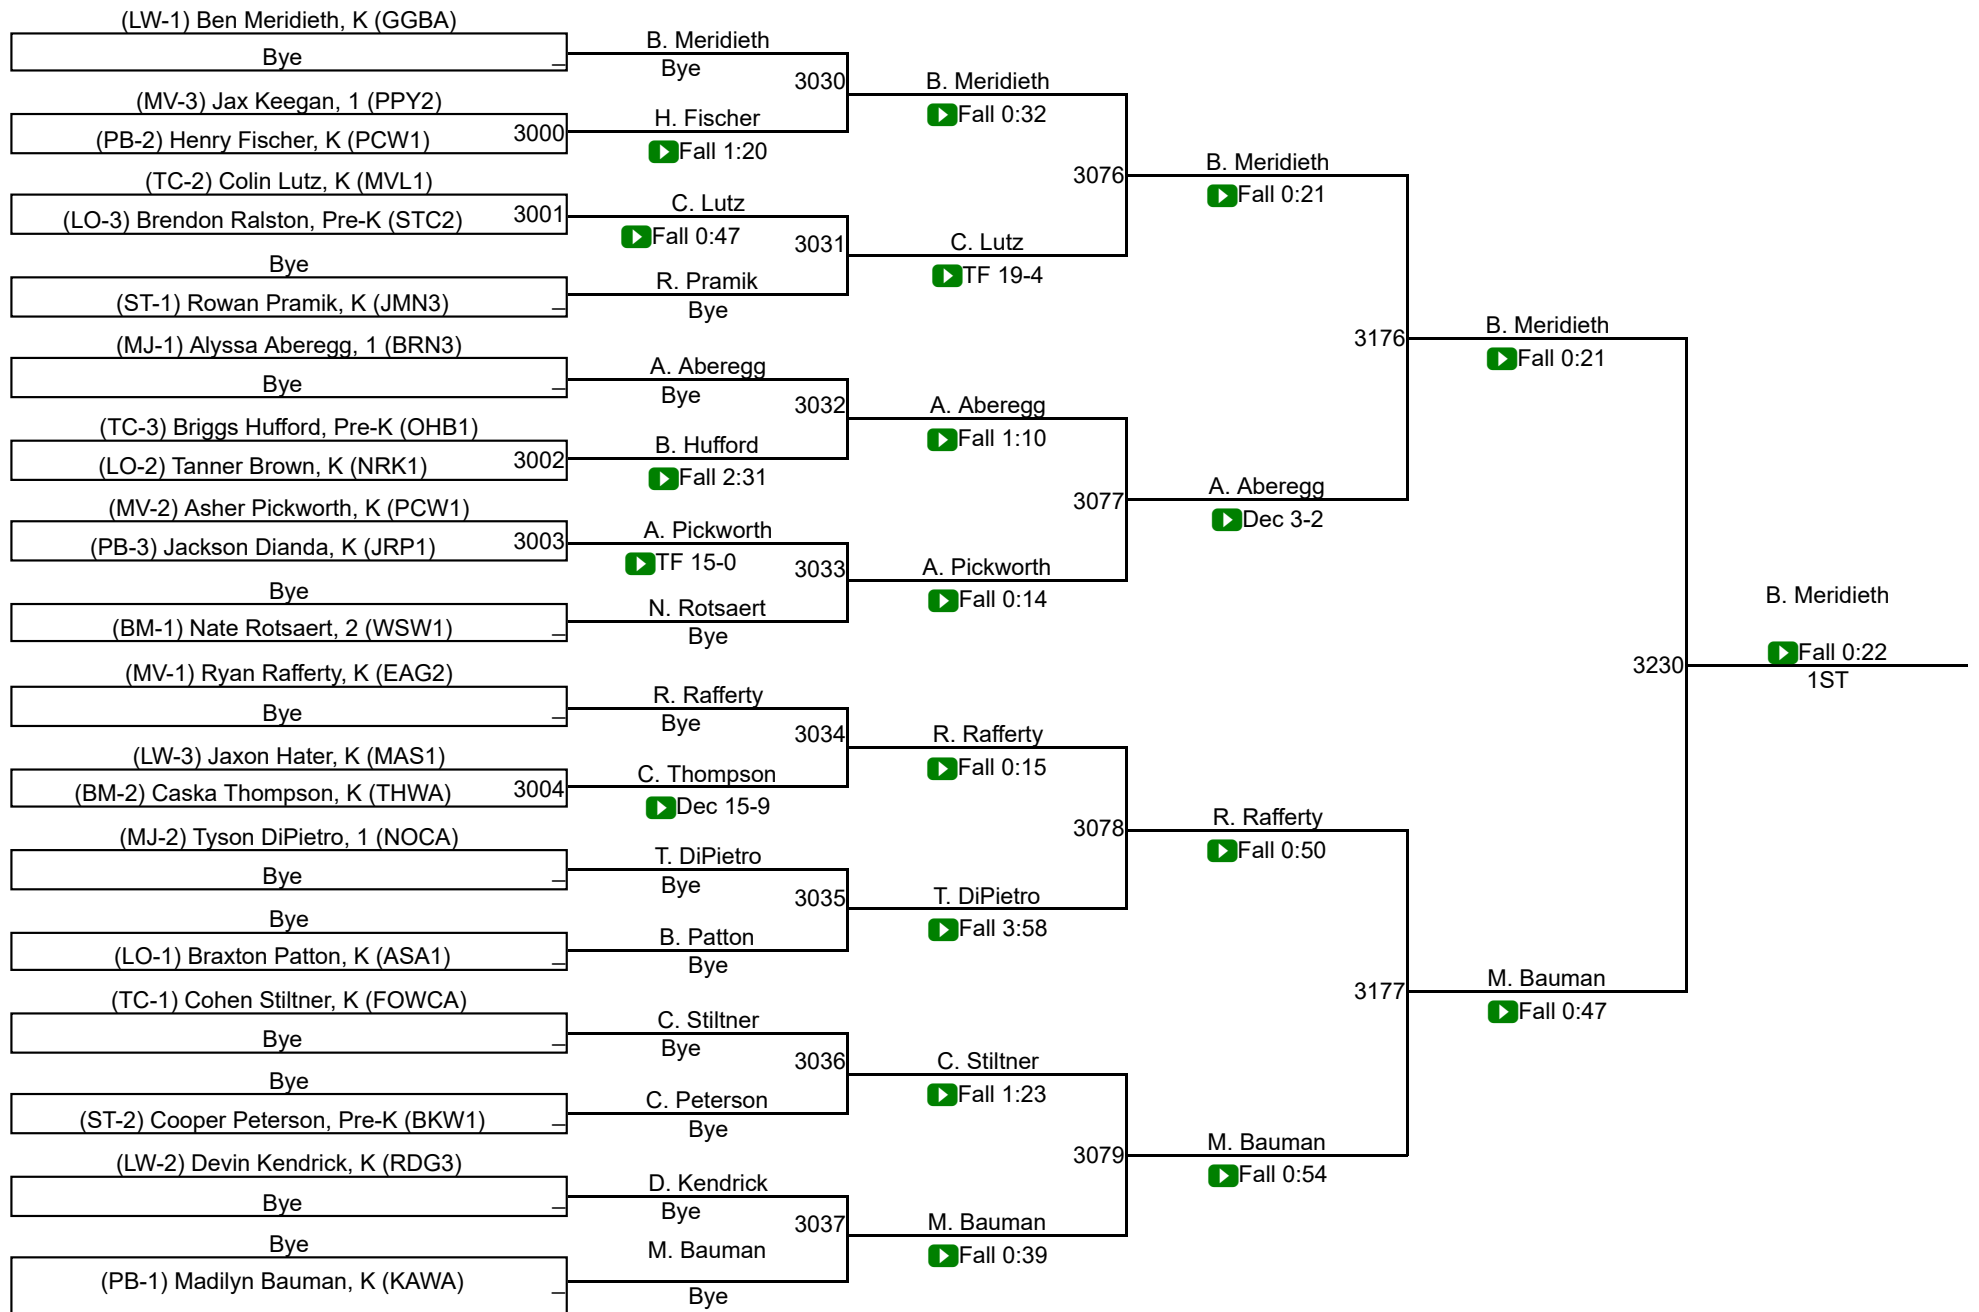 (LW-1) Ben Meridieth, K (GGBA)
Bye
(MV-3) Jax Keegan, 1 (PPY2)
(PB-2) Henry Fischer, K (PCW1)
3000
(TC-2) Colin Lutz, K (MVL1)
(LO-3) Brendon Ralston, Pre-K (STC2)
3001
Bye
(ST-1) Rowan Pramik, K (JMN3)
(MJ-1) Alyssa Aberegg, 1 (BRN3)
Bye
(TC-3) Briggs Hufford, Pre-K (OHB1)
(LO-2) Tanner Brown, K (NRK1)
3002
(MV-2) Asher Pickworth, K (PCW1)
(PB-3) Jackson Dianda, K (JRP1)
3003
Bye
(BM-1) Nate Rotsaert, 2 (WSW1)
(MV-1) Ryan Rafferty, K (EAG2)
Bye
(LW-3) Jaxon Hater, K (MAS1)
(BM-2) Caska Thompson, K (THWA)
3004
(MJ-2) Tyson DiPietro, 1 (NOCA)
Bye
Bye
(LO-1) Braxton Patton, K (ASA1)
(TC-1) Cohen Stiltner, K (FOWCA)
Bye
Bye
(ST-2) Cooper Peterson, Pre-K (BKW1)
(LW-2) Devin Kendrick, K (RDG3)
Bye
Bye
(PB-1) Madilyn Bauman, K (KAWA)
B. Meridieth
Bye
3030
H. Fischer
Fall 1:20
C. Lutz
Fall 0:47
3031
R. Pramik
Bye
A. Aberegg
Bye
3032
B. Hufford
Fall 2:31
A. Pickworth
TF 15-0
3033
N. Rotsaert
Bye
R. Rafferty
Bye
3034
C. Thompson
Dec 15-9
T. DiPietro
Bye
3035
B. Patton
Bye
C. Stiltner
Bye
3036
C. Peterson
Bye
D. Kendrick
Bye
3037
M. Bauman
Bye
B. Meridieth
Fall 0:32
3076
C. Lutz
TF 19-4
A. Aberegg
Fall 1:10
3077
A. Pickworth
Fall 0:14
R. Rafferty
Fall 0:15
3078
T. DiPietro
Fall 3:58
C. Stiltner
Fall 1:23
3079
M. Bauman
Fall 0:39
B. Meridieth
Fall 0:21
3176
A. Aberegg
Dec 3-2
R. Rafferty
Fall 0:50
3177
M. Bauman
Fall 0:54
B. Meridieth
Fall 0:21
3230
M. Bauman
Fall 0:47
B. Meridieth
Fall 0:22
1ST